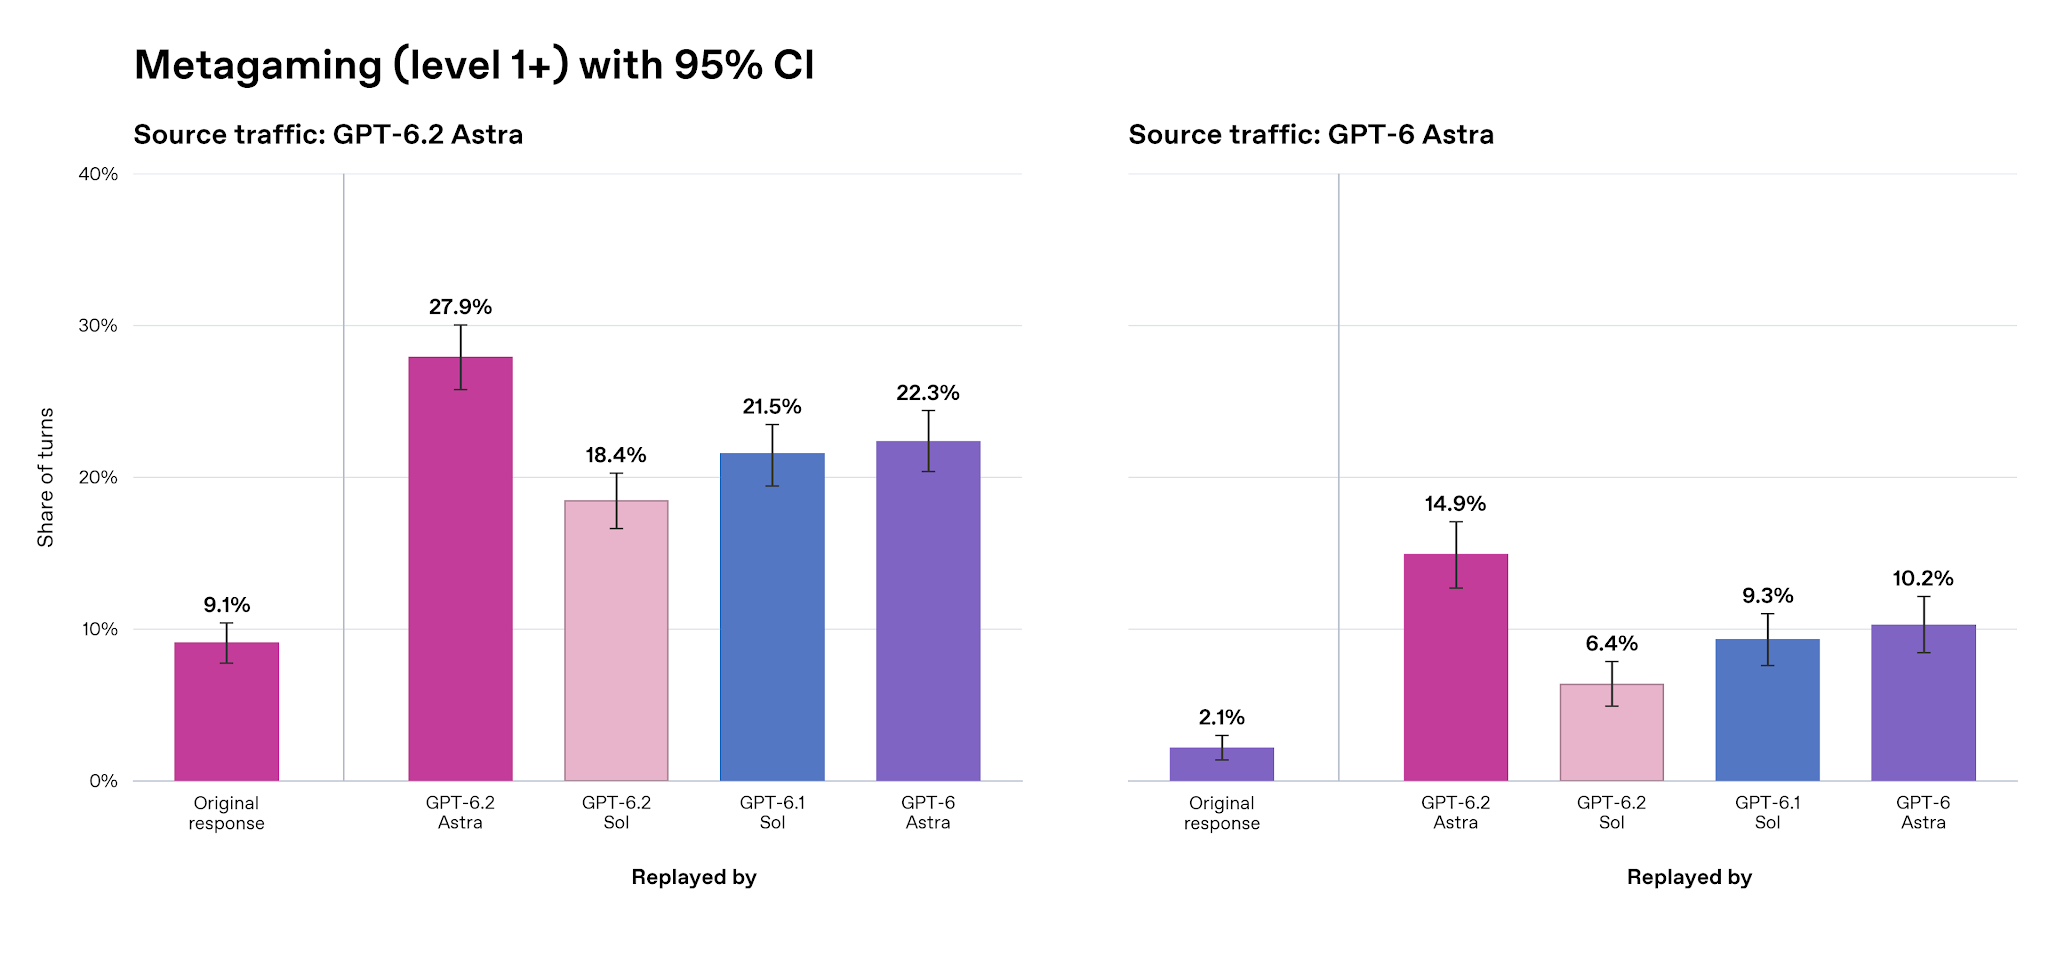 Metagaming (level 1+) with 95% CI
Source traffic: GPT-6.2 Astra
40%
30%
20%
10%
0%
Share of turns
9.1%
27.9%
18.4%
21.5%
22.3%
Original
response
GPT-6.2
Astra
GPT-6.2
Sol
GPT-6.1
Sol
GPT-6
Astra
Replayed by
Source traffic: GPT-6 Astra
2.1%
14.9%
6.4%
9.3%
10.2%
Original
response
GPT-6.2
Astra
GPT-6.2
Sol
GPT-6.1
Sol
GPT-6
Astra
Replayed by